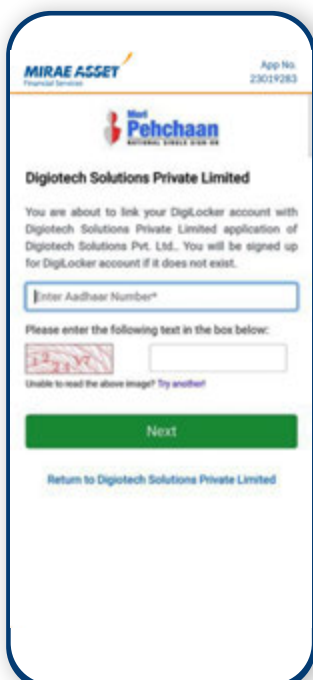 MIRAE ASSET
Financial Services
App No.
23019283
Meri
Pehchaan
NATIONAL SINGLE SIGN ON
Digiotech Solutions Private Limited
You are about to link your DigiLocker account with
Digiotech Solutions Private Limited application of
Digiotech Solutions Pvt. Ltd.. You will be signed up
for DigiLocker account if it does not exist.
Enter Aadhaar Number*
Please enter the following text in the box below:
Unable to read the above image? Try another!
Next
Return to Digiotech Solutions Private Limited